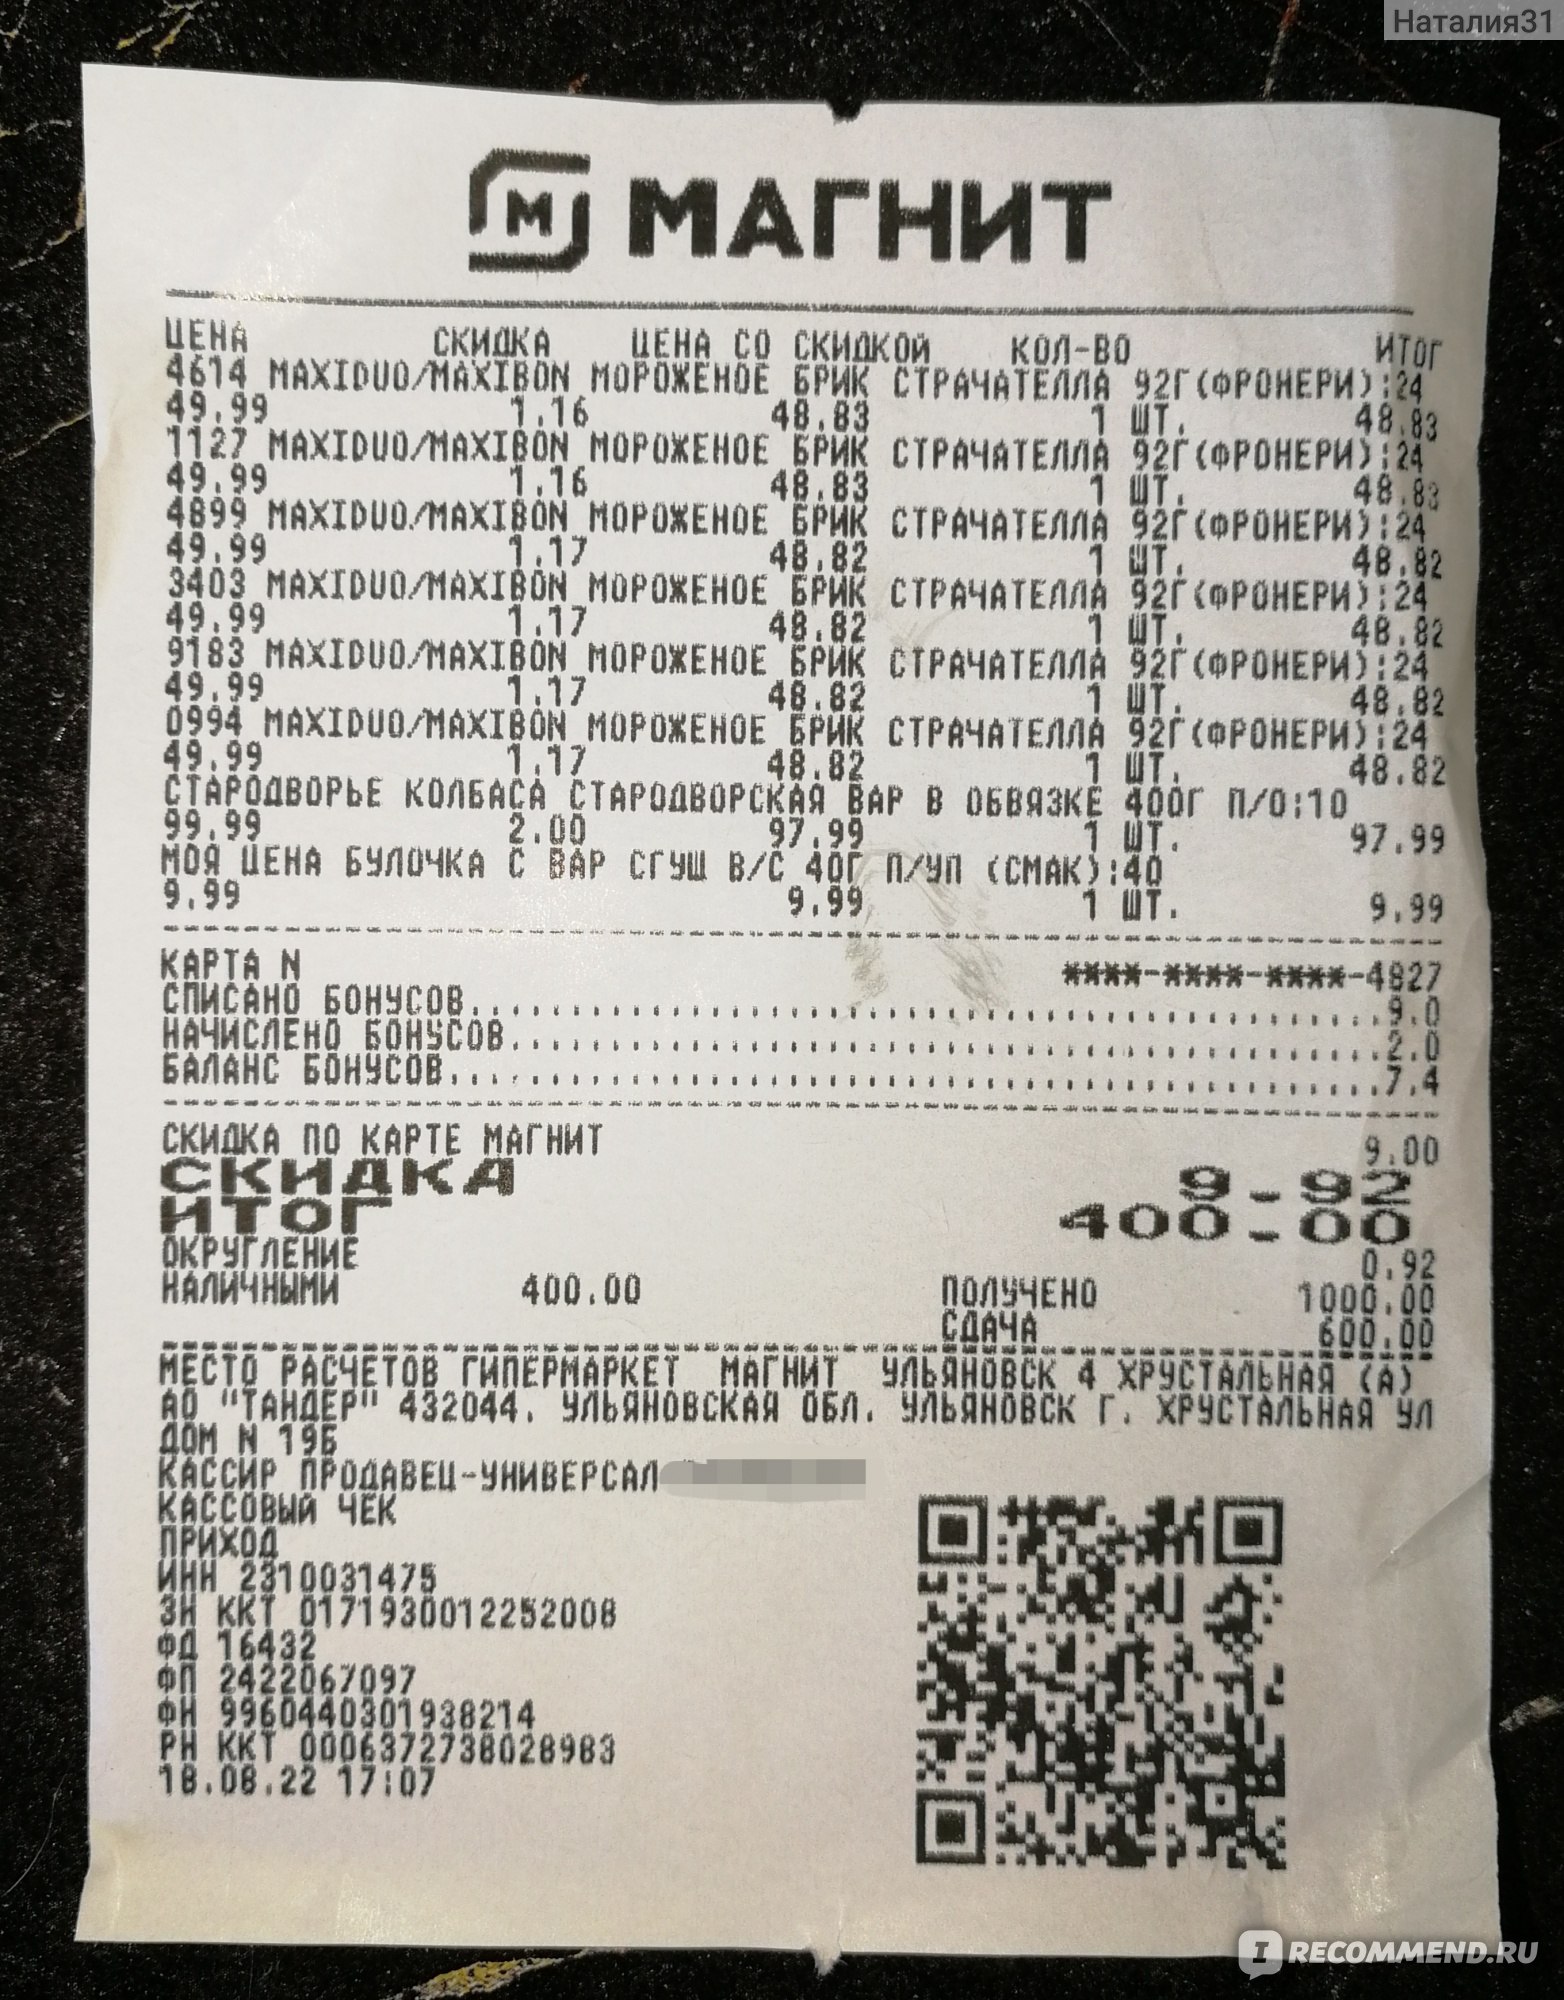 Наталия31
М МАГНИТ
ЦЕНА СКИДКА ЦЕНА СО СКИДКОЙ КОЛ-ВО ИТОГ
4614 MAXIDUO/MAXIBON МОРОЖЕНОЕ БРИК СТРАЧАТЕЛЛА 92Г(ФРОНЕРИ):24
49.99 1.16 48.83 1 ШТ. 48.83
1127 MAXIDUO/MAXIBON МОРОЖЕНОЕ БРИК СТРАЧАТЕЛЛА 92Г(ФРОНЕРИ):24
49.99 1.16 48.83 1 ШТ. 48.83
4899 MAXIDUO/MAXIBON МОРОЖЕНОЕ БРИК СТРАЧАТЕЛЛА 92Г(ФРОНЕРИ):24
49.99 1.17 48.82 1 ШТ. 48.82
3403 MAXIDUO/MAXIBON МОРОЖЕНОЕ БРИК СТРАЧАТЕЛЛА 92Г(ФРОНЕРИ):24
49.99 1.17 48.82 1 ШТ. 48.82
9183 MAXIDUO/MAXIBON МОРОЖЕНОЕ БРИК СТРАЧАТЕЛЛА 92Г(ФРОНЕРИ):24
49.99 1.17 48.82 1 ШТ. 48.82
0994 MAXIDUO/MAXIBON МОРОЖЕНОЕ БРИК СТРАЧАТЕЛЛА 92Г(ФРОНЕРИ):24
49.99 1.17 48.82 1 ШТ. 48.82
СТАРОДВОРЬЕ КОЛБАСА СТАРОДВОРСКАЯ ВАР В ОБВЯЗКЕ 400Г П/О:10
99.99 2.00 97.99 1 ШТ. 97.99
МОЯ ЦЕНА БУЛОЧКА С ВАР СГУЩ В/С 40Г П/УП (СМАК):40
9.99 9.99 1 ШТ. 9.99
КАРТА N ****-****-****-4827
СПИСАНО БОНУСОВ..............................................9.0
НАЧИСЛЕНО БОНУСОВ............................................2.0
БАЛАНС БОНУСОВ...............................................7.4
СКИДКА ПО КАРТЕ МАГНИТ 9.00
СКИДКА 9.92
ИТОГ 400.00
ОКРУГЛЕНИЕ 0.92
НАЛИЧНЫМИ 400.00 ПОЛУЧЕНО 1000.00
СДАЧА 600.00
МЕСТО РАСЧЕТОВ ГИПЕРМАРКЕТ МАГНИТ УЛЬЯНОВСК 4 ХРУСТАЛЬНАЯ (А)
АО "ТАНДЕР" 432044, УЛЬЯНОВСКАЯ ОБЛ, УЛЬЯНОВСК Г, ХРУСТАЛЬНАЯ УЛ
ДОМ N 19Б
КАССИР ПРОДАВЕЦ-УНИВЕРСАЛ
КАССОВЫЙ ЧЕК
ПРИХОД
ИНН 2310031475
ЗН ККТ 0171930012252008
ФД 16432
ФП 2422067097
ФН 9960440301938214
РН ККТ 0006372738028983
18.08.22 17:07
I RECOMMEND.RU